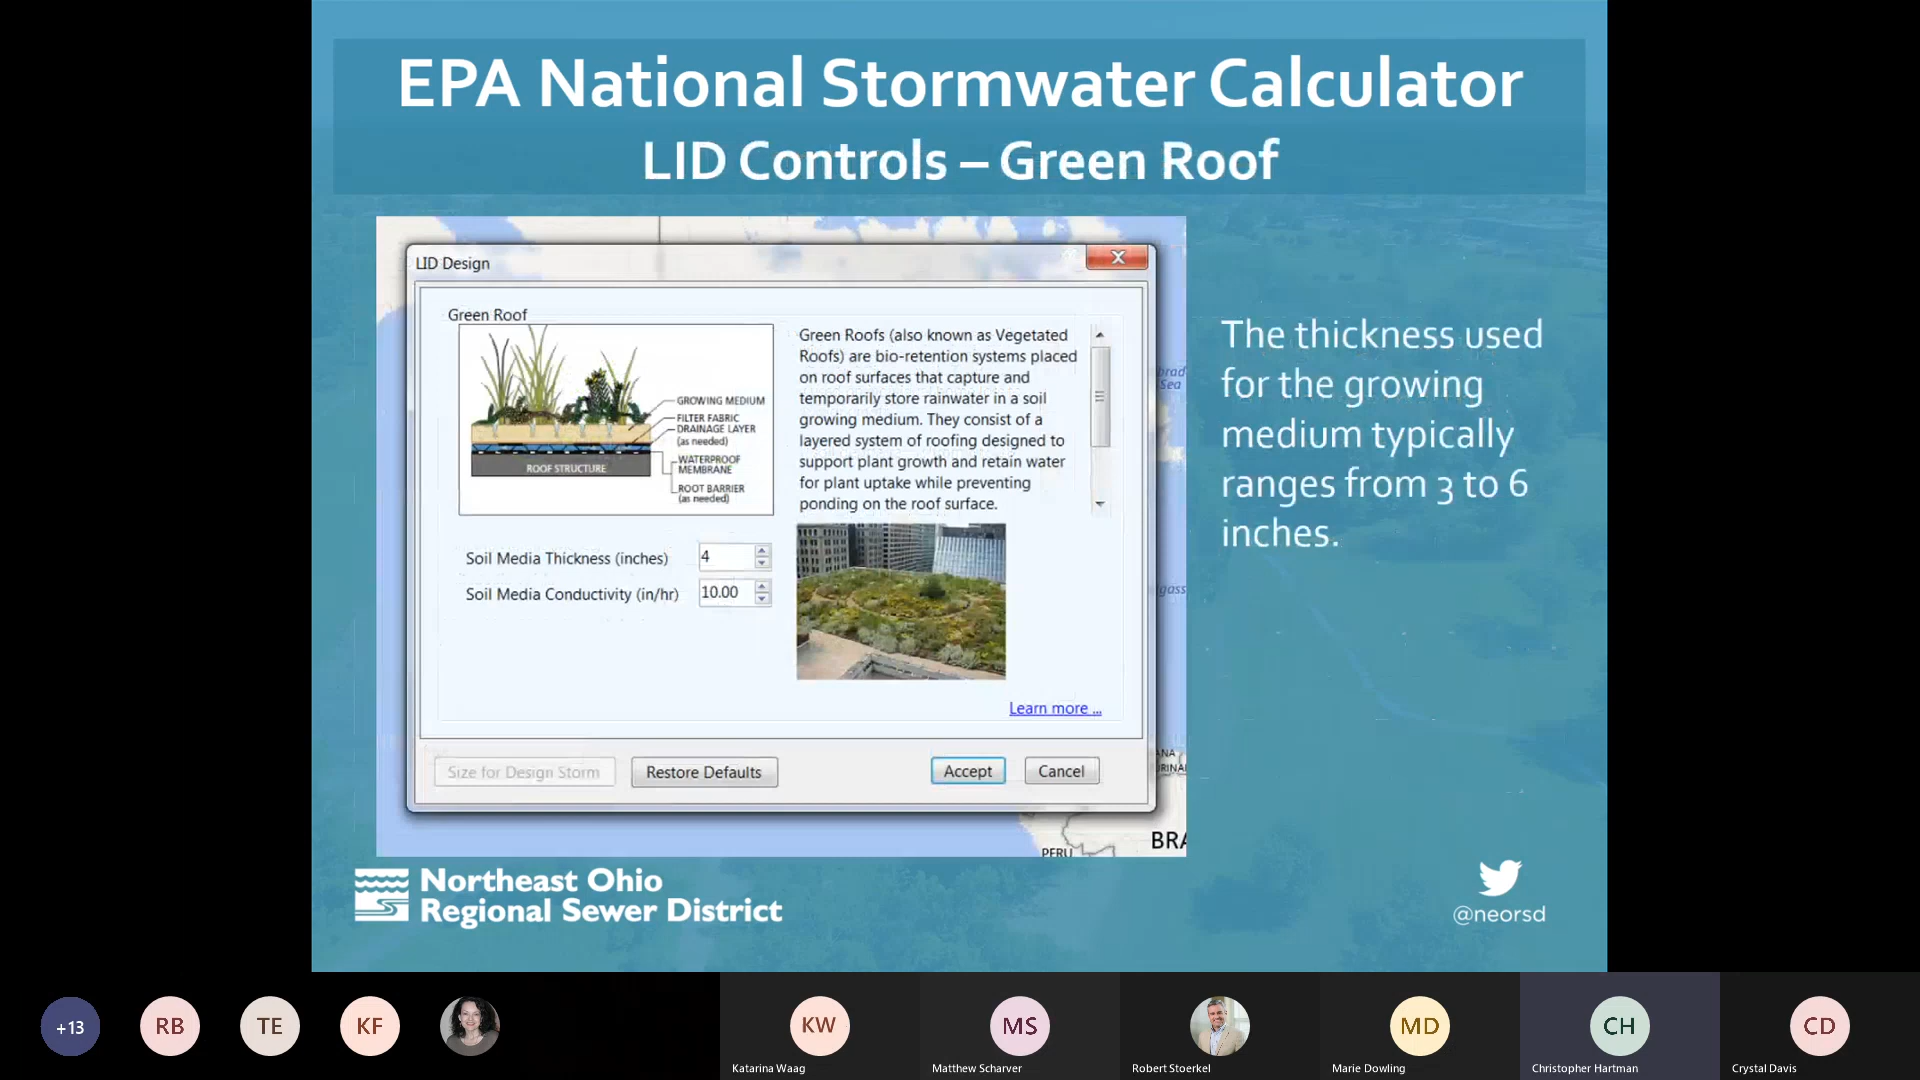 EPA National Stormwater Calculator
LID Controls – Green Roof
LID Design
Green Roof
GROWING MEDIUM
FILTER FABRIC
DRAINAGE LAYER
(as needed)
WATERPROOF
MEMBRANE
ROOT BARRIER
(as needed)
ROOF STRUCTURE
Green Roofs (also known as Vegetated
Roofs) are bio-retention systems placed
on roof surfaces that capture and
temporarily store rainwater in a soil
growing medium. They consist of a
layered system of roofing designed to
support plant growth and retain water
for plant uptake while preventing
ponding on the roof surface.
Soil Media Thickness (inches) 4
Soil Media Conductivity (in/hr) 10.00
Learn more ...
Size for Design Storm
Restore Defaults
Accept
Cancel
brad
Sea
gass
ANA
PERU
BRA
The thickness used
for the growing
medium typically
ranges from 3 to 6
inches.
Northeast Ohio
Regional Sewer District
@neorsd
+13
RB
TE
KF
KW
Katarina Waag
MS
Matthew Scharver
Robert Stoerkel
MD
Marie Dowling
CH
Christopher Hartman
CD
Crystal Davis